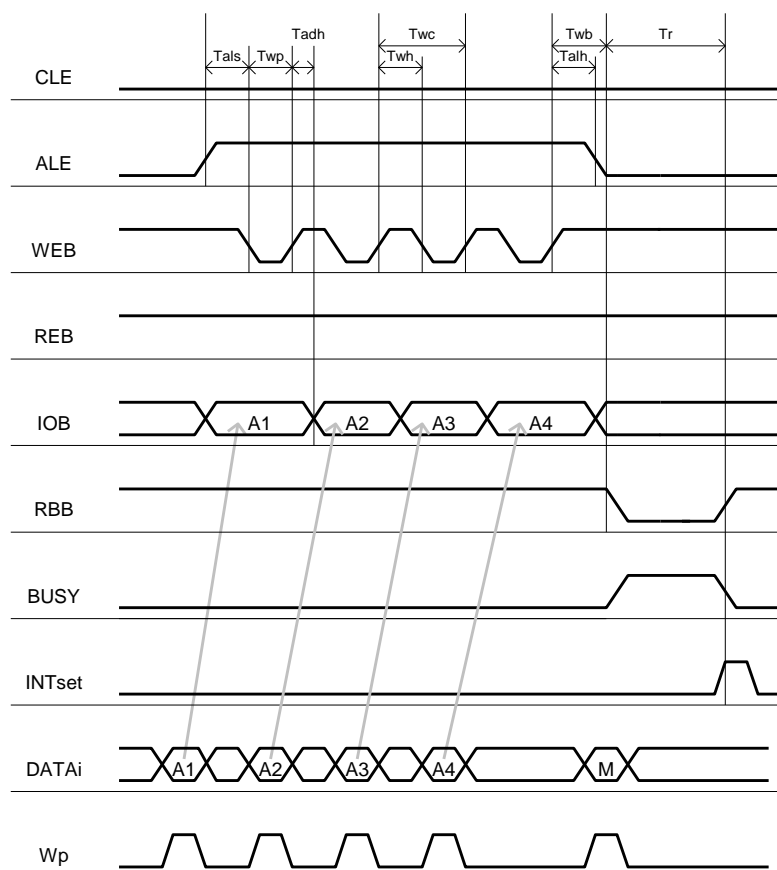 Tadh Twc Twb Tr
Tals Twp Twh Talh
CLE
ALE
WEB
REB
IOB A1 A2 A3 A4
RBB
BUSY
INTset
DATAi A1 A2 A3 A4 M
Wp